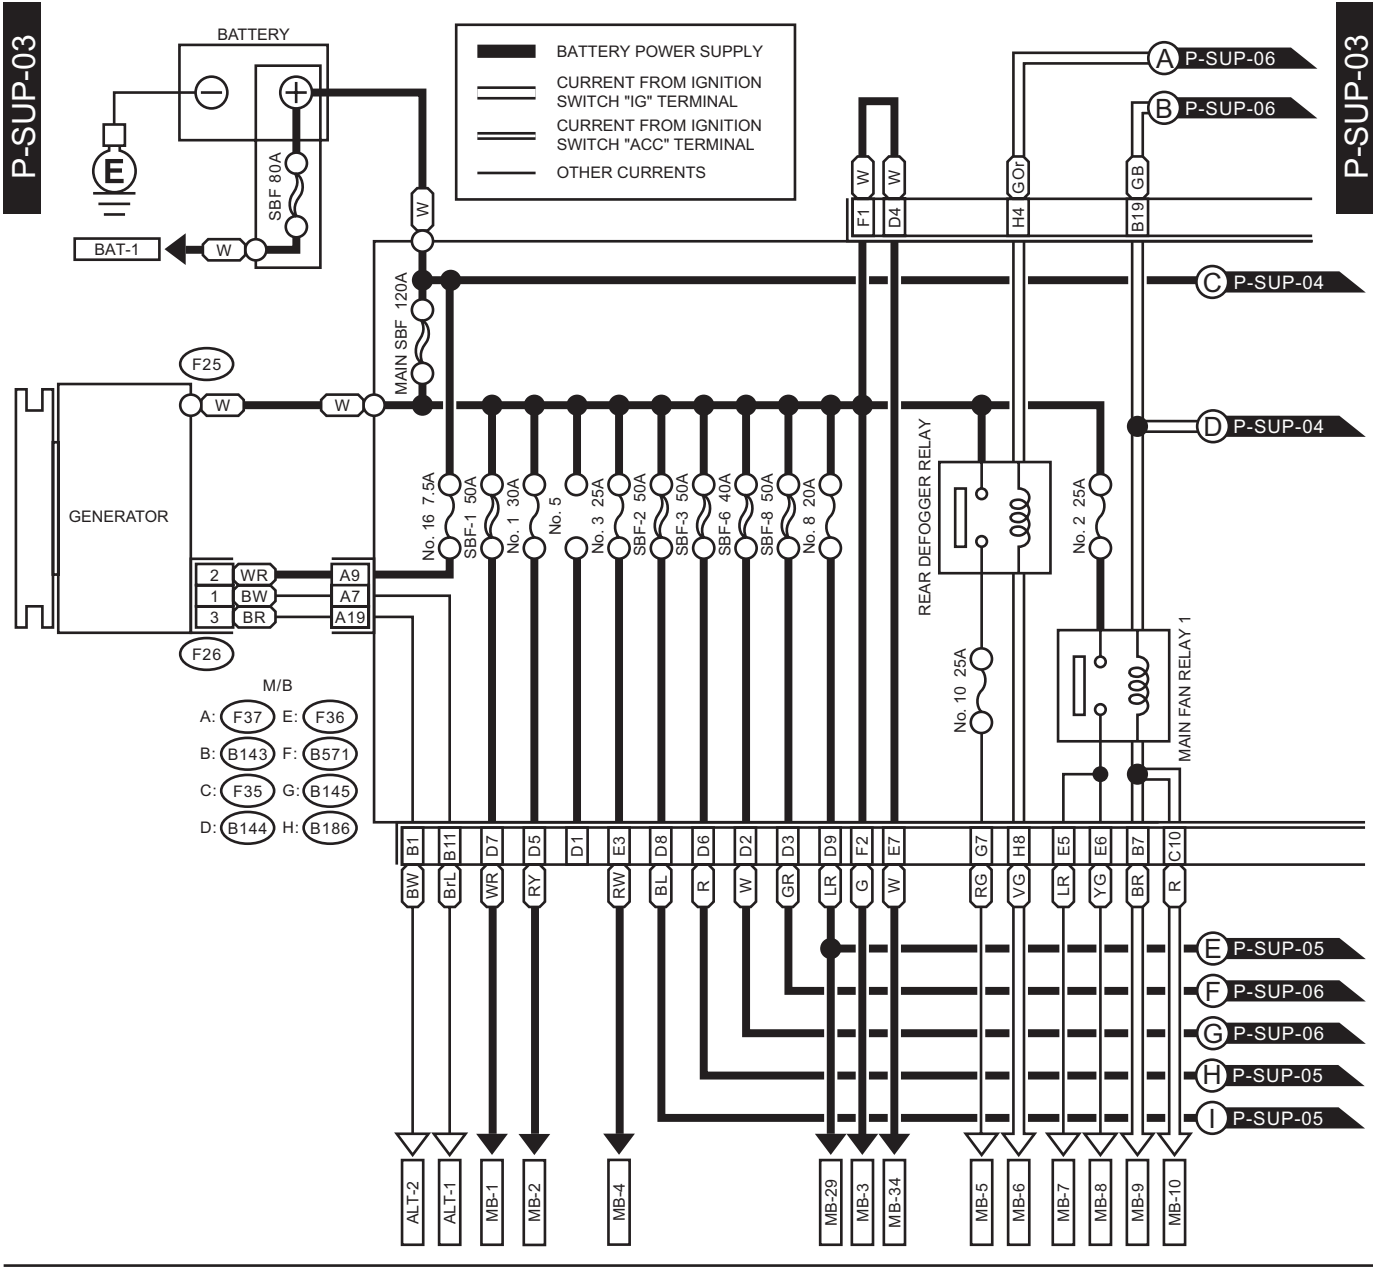 P-SUP-03
P-SUP-03
BATTERY
SBF 80A
E
BAT-1
W
W
BATTERY POWER SUPPLY
CURRENT FROM IGNITION
SWITCH "IG" TERMINAL
CURRENT FROM IGNITION
SWITCH "ACC" TERMINAL
OTHER CURRENTS
A P-SUP-06
B P-SUP-06
W
W
GOr
GB
F1
D4
H4
B19
C P-SUP-04
D P-SUP-04
MAIN SBF 120A
F25
W
W
GENERATOR
2 WR A9
1 BW A7
3 BR A19
F26
No. 16 7.5A
SBF-1 50A
No. 1 30A
No. 5
No. 3 25A
SBF-2 50A
SBF-3 50A
SBF-6 40A
SBF-8 50A
No. 8 20A
REAR DEFOGGER RELAY
No. 2 25A
No. 10 25A
MAIN FAN RELAY 1
M/B
A: F37 E: F36
B: B143 F: B571
C: F35 G: B145
D: B144 H: B186
B1
B11
D7
D5
D1
E3
D8
D6
D2
D3
D9
F2
E7
G7
H8
E5
E6
B7
C10
BW
BrL
WR
RY
RW
BL
R
W
GR
LR
G
W
RG
VG
LR
YG
BR
R
E P-SUP-05
F P-SUP-06
G P-SUP-06
H P-SUP-05
I P-SUP-05
ALT-2
ALT-1
MB-1
MB-2
MB-4
MB-29
MB-3
MB-34
MB-5
MB-6
MB-7
MB-8
MB-9
MB-10